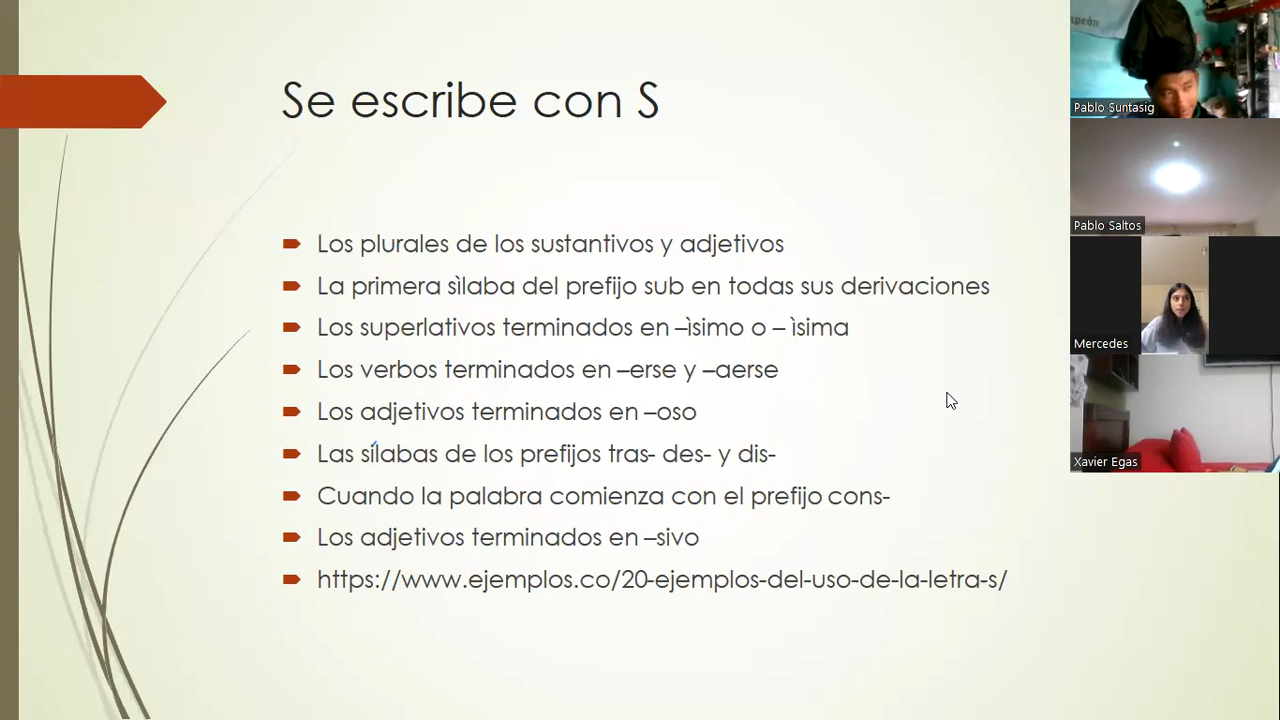 Se escribe con S
Los plurales de los sustantivos y adjetivos
La primera sìlaba del prefijo sub en todas sus derivaciones
Los superlativos terminados en –ìsimo o – ìsima
Los verbos terminados en –erse y –aerse
Los adjetivos terminados en –oso
Las sílabas de los prefijos tras- des- y dis-
Cuando la palabra comienza con el prefijo cons-
Los adjetivos terminados en –sivo
https://www.ejemplos.co/20-ejemplos-del-uso-de-la-letra-s/
Pablo Suntasig
Pablo Saltos
Mercedes
Xavier Egas